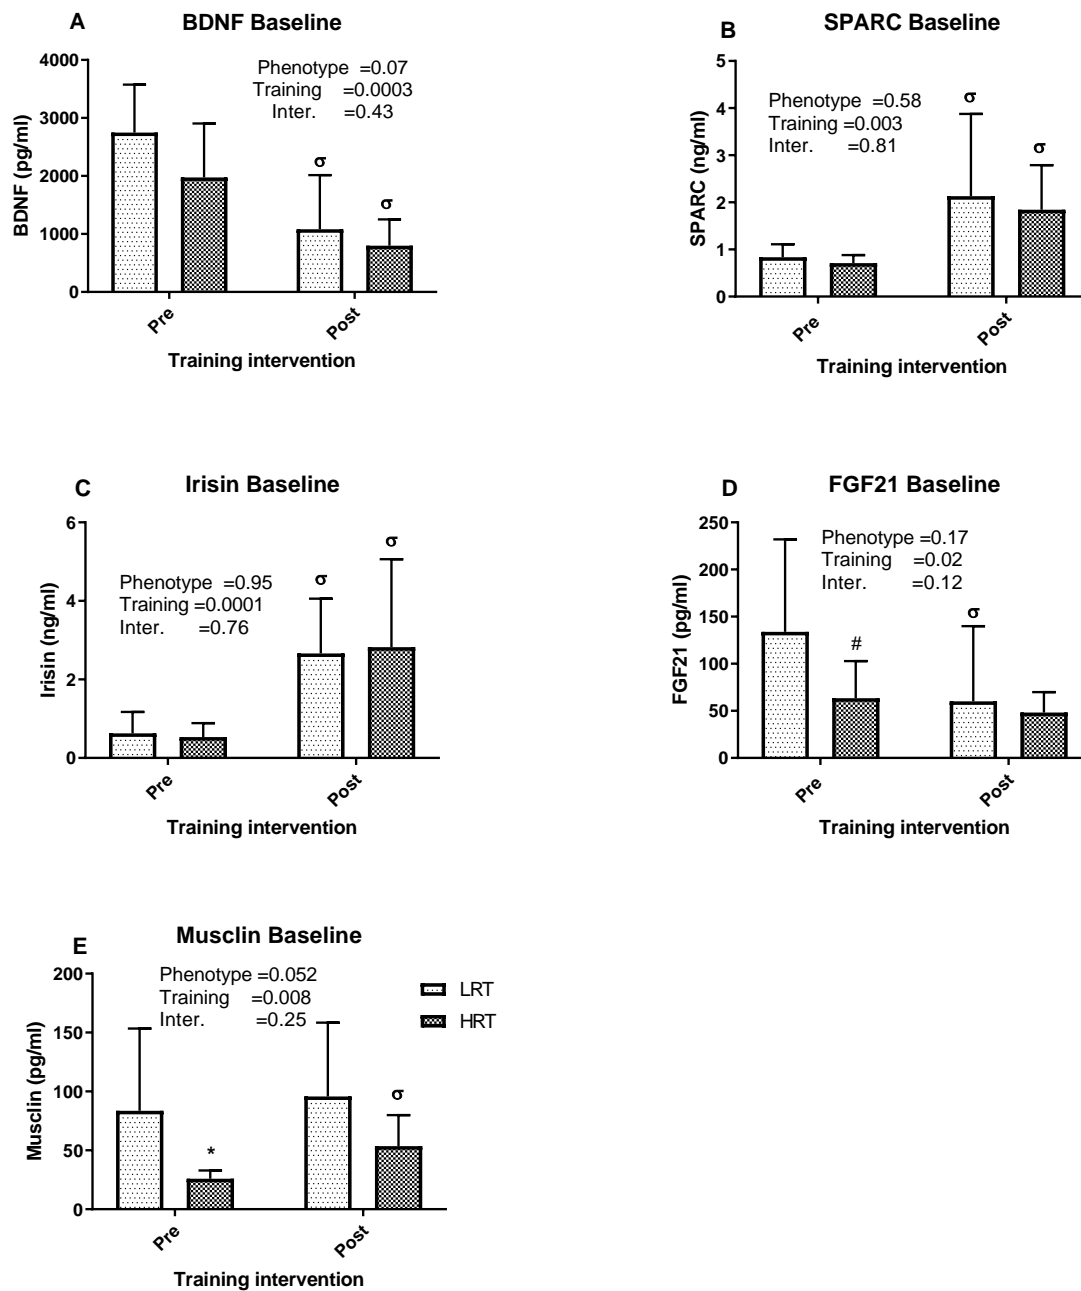 A
BDNF Baseline
BDNF (pg/ml)
4000
3000
2000
1000
0
Phenotype =0.07
Training =0.0003
Inter. =0.43
σ
σ
Pre
Post
Training intervention
B
SPARC Baseline
SPARC (ng/ml)
5
4
3
2
1
0
Phenotype =0.58
Training =0.003
Inter. =0.81
σ
σ
Pre
Post
Training intervention
C
Irisin Baseline
Irisin (ng/ml)
6
4
2
0
Phenotype =0.95
Training =0.0001
Inter. =0.76
σ
σ
Pre
Post
Training intervention
D
FGF21 Baseline
FGF21 (pg/ml)
250
200
150
100
50
0
Phenotype =0.17
Training =0.02
Inter. =0.12
#
σ
Pre
Post
Training intervention
E
Musclin Baseline
Musclin (pg/ml)
200
150
100
50
0
Phenotype =0.052
Training =0.008
Inter. =0.25
*
σ
LRT
HRT
Pre
Post
Training intervention